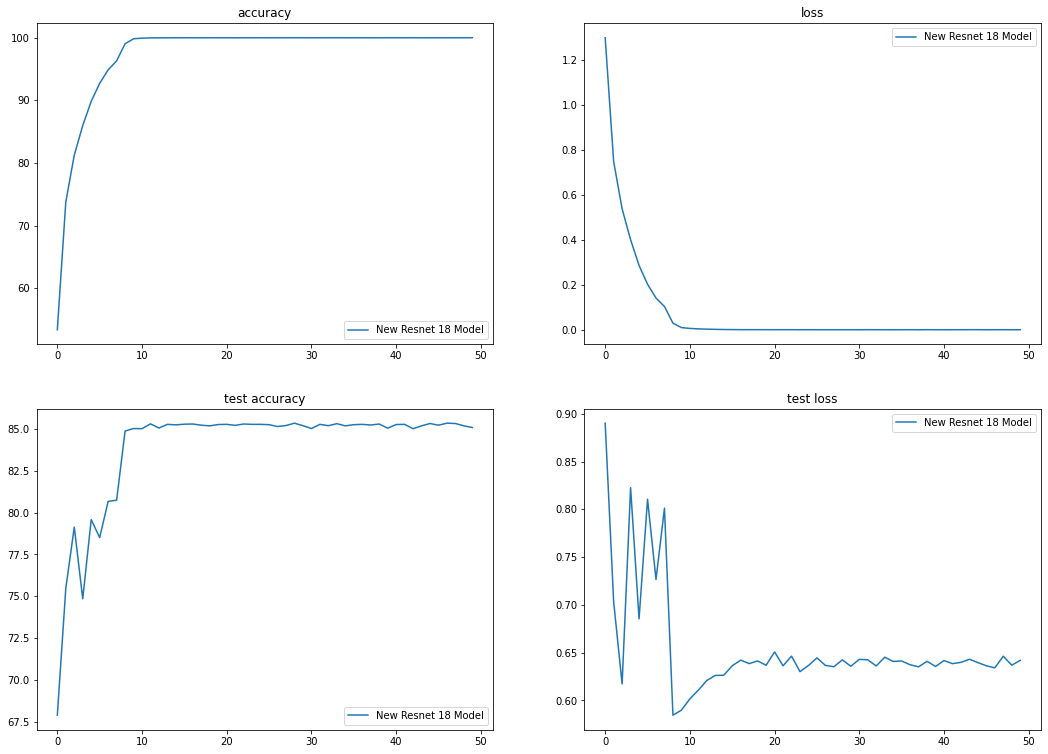 accuracy
100
90
80
70
60
0 10 20 30 40 50
New Resnet 18 Model
loss
1.2
1.0
0.8
0.6
0.4
0.2
0.0
0 10 20 30 40 50
New Resnet 18 Model
test accuracy
85.0
82.5
80.0
77.5
75.0
72.5
70.0
67.5
0 10 20 30 40 50
New Resnet 18 Model
test loss
0.90
0.85
0.80
0.75
0.70
0.65
0.60
0 10 20 30 40 50
New Resnet 18 Model